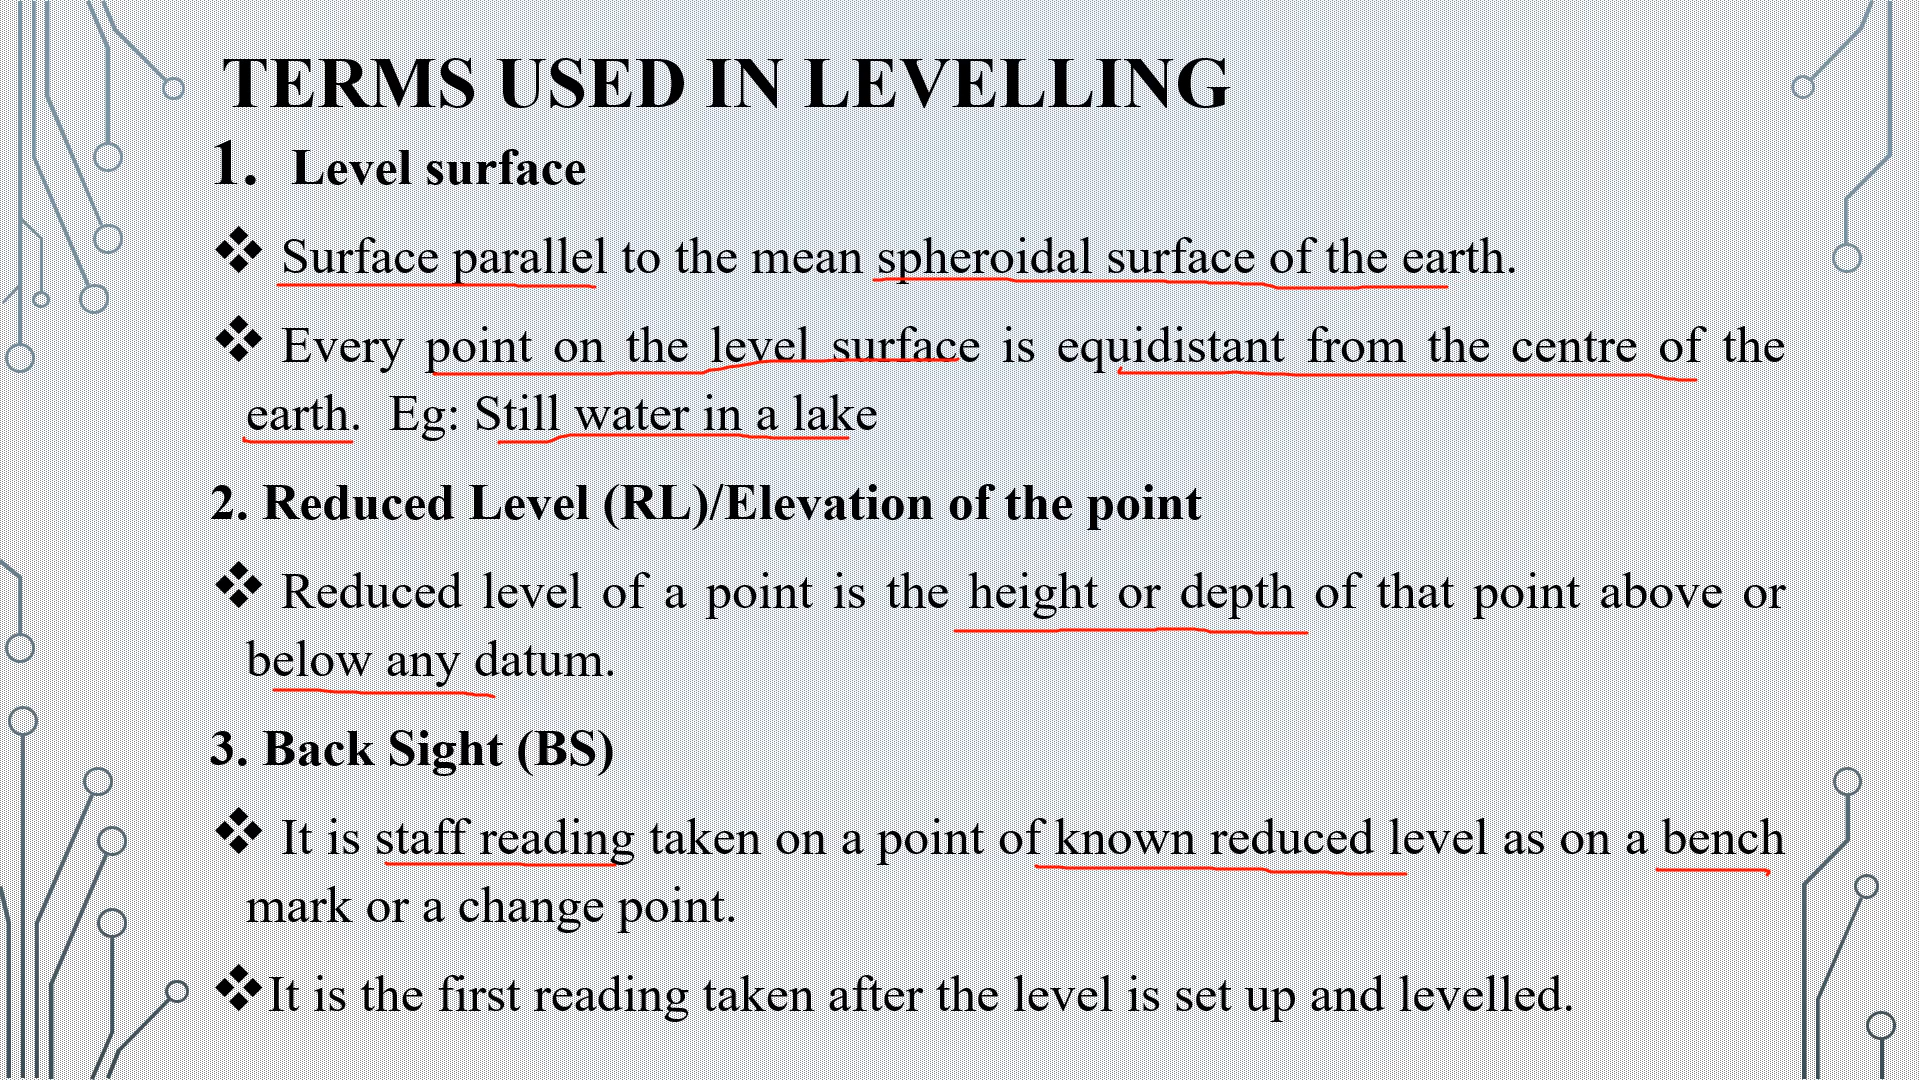 TERMS USED IN LEVELLING
1. Level surface
❖ Surface parallel to the mean spheroidal surface of the earth.
❖ Every point on the level surface is equidistant from the centre of the
earth. Eg: Still water in a lake
2. Reduced Level (RL)/Elevation of the point
❖ Reduced level of a point is the height or depth of that point above or
below any datum.
3. Back Sight (BS)
❖ It is staff reading taken on a point of known reduced level as on a bench
mark or a change point.
❖It is the first reading taken after the level is set up and levelled.